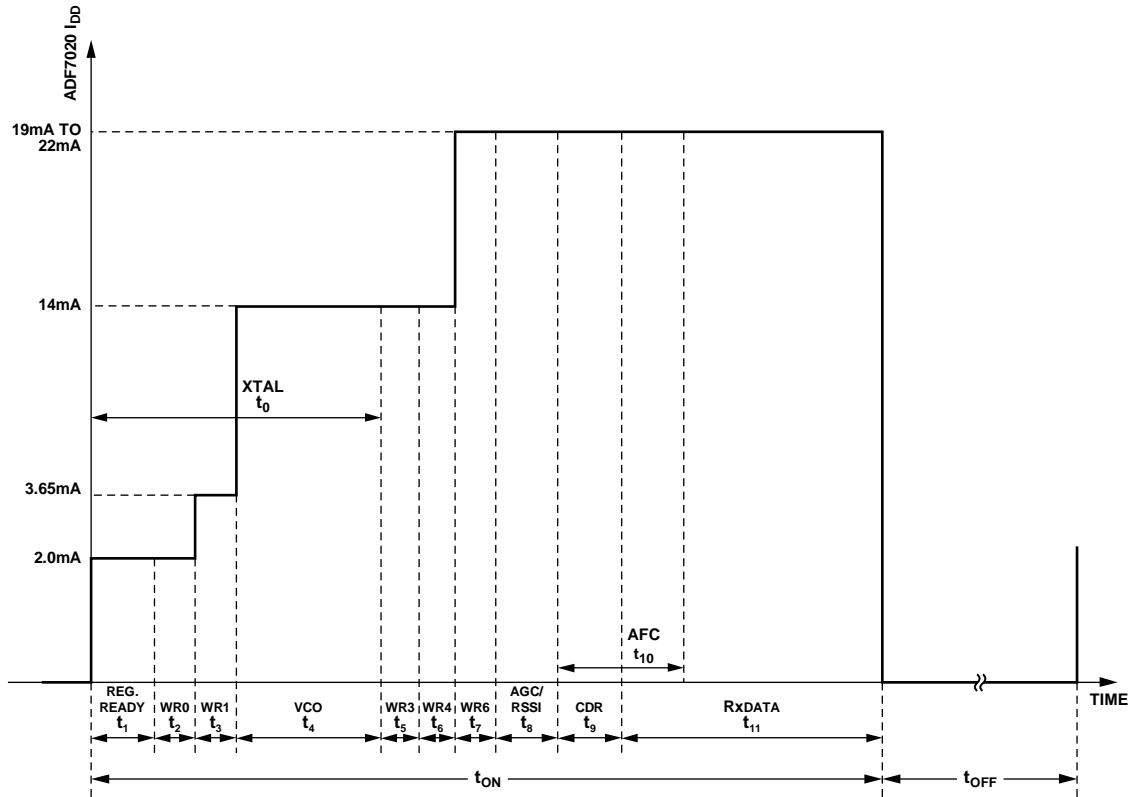 ADF7020 IDD
19mA TO
22mA
14mA
XTAL
t0
3.65mA
2.0mA
AFC
t10
TIME
REG.
READY
t1
WR0
t2
WR1
t3
VCO
t4
WR3
t5
WR4
t6
WR6
t7
AGC/
RSSI
t8
CDR
t9
RxDATA
t11
tON
tOFF